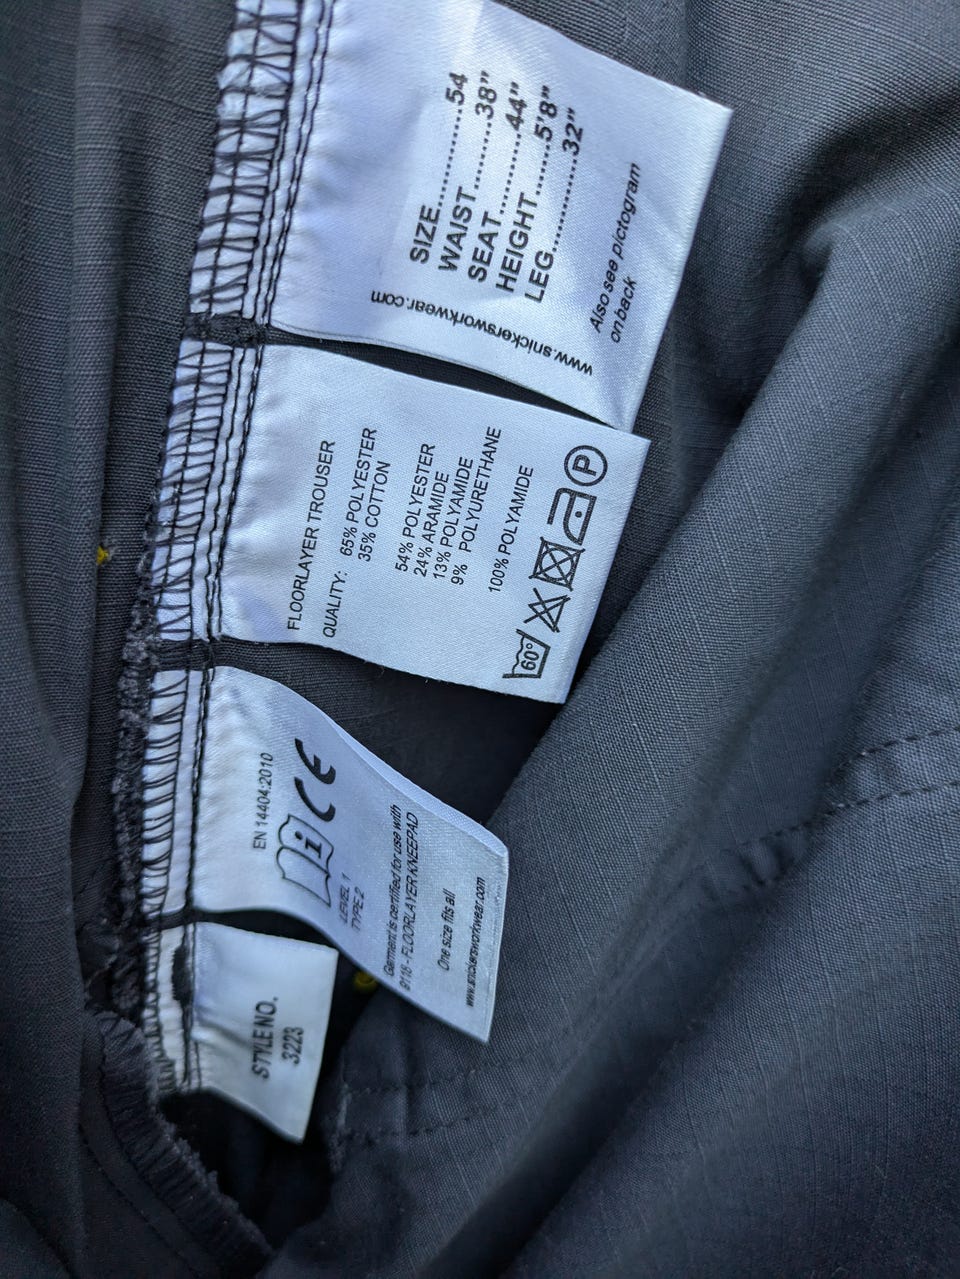 SIZE..................54
WAIST.............38"
SEAT................44"
HEIGHT........5'8"
LEG.................32"
Also see pictogram
on back
www.snickersworkwear.com
FLOORLAYER TROUSER
QUALITY: 65% POLYESTER
35% COTTON
54% POLYESTER
24% ARAMIDE
13% POLYAMIDE
9% POLYURETHANE
100% POLYAMIDE
60°
P
EN 14404:2010
i CE
LEVEL 1
TYPE 2
Garment is certified for use with
9118 - FLOORLAYER KNEEPAD
One size fits all
www.snickersworkwear.com
STYLE NO.
3223